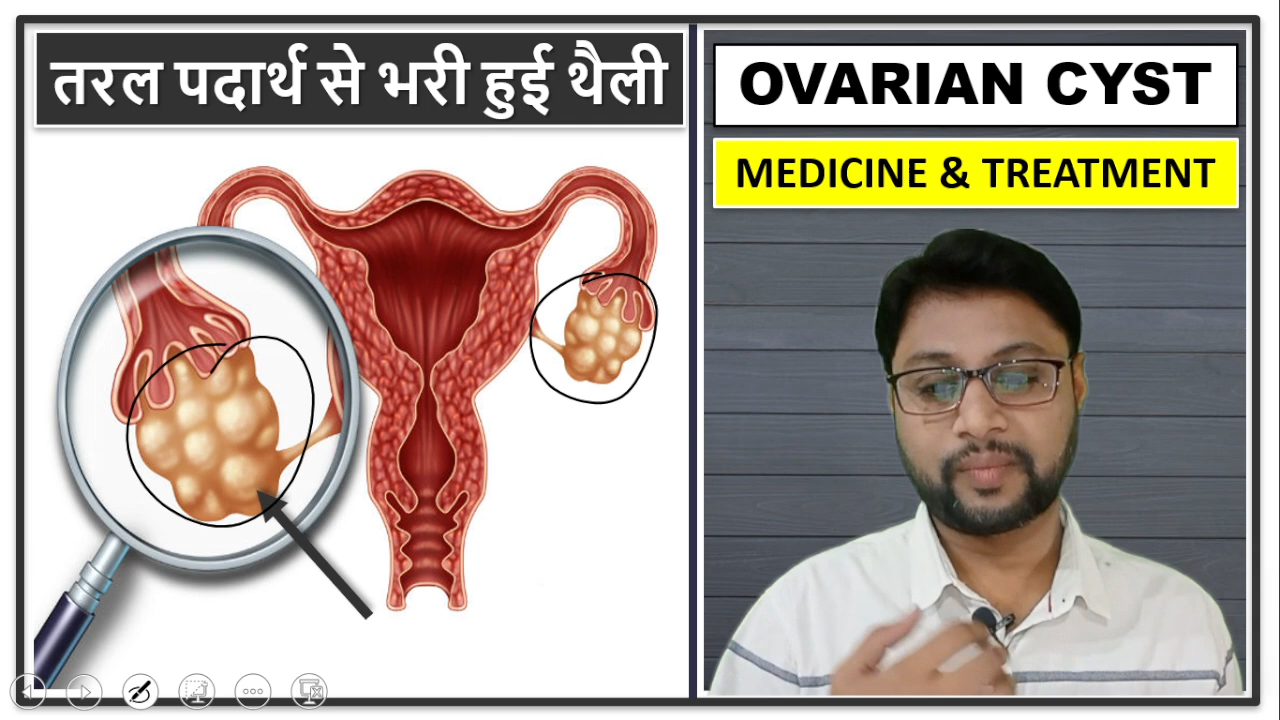 तरल पदार्थ से भरी हुई थैली
OVARIAN CYST
MEDICINE & TREATMENT